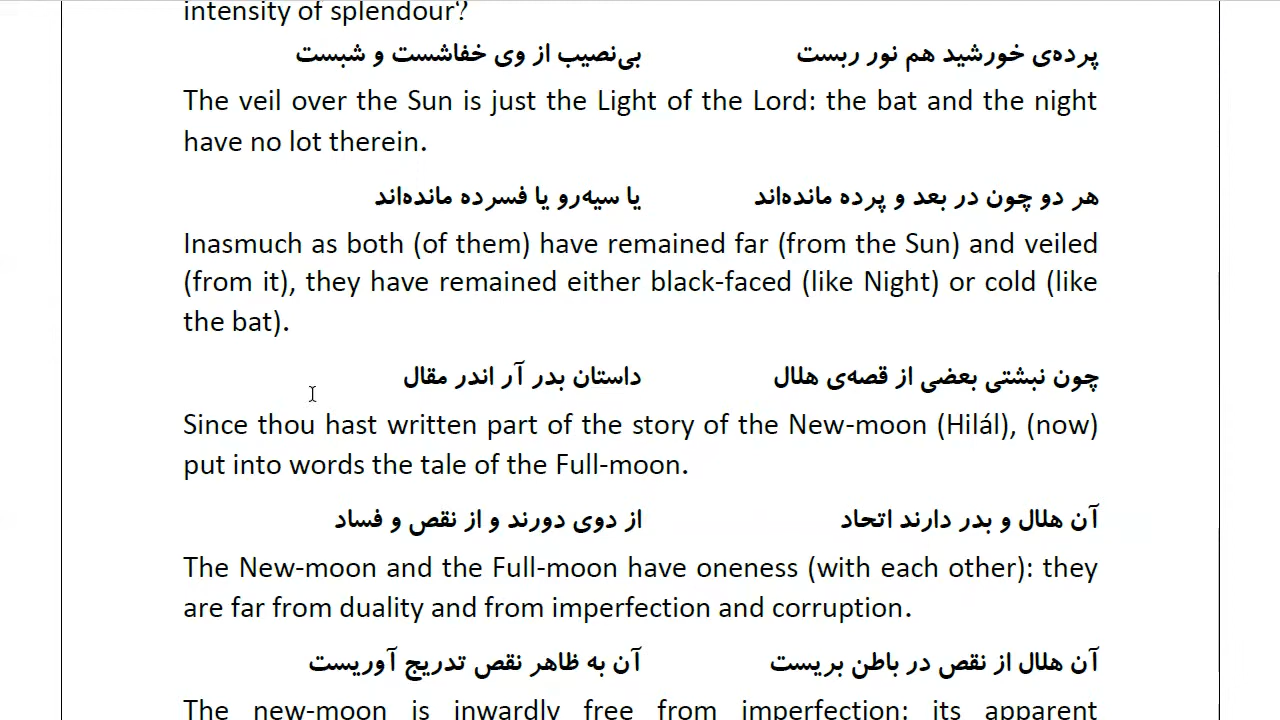 intensity of splendour?
پرده‌ی خورشید هم نور ربست بی‌نصیب از وی خفاشست و شبست
The veil over the Sun is just the Light of the Lord: the bat and the night
have no lot therein.
هر دو چون در بعد و پرده مانده‌اند یا سیه‌رو یا فسرده مانده‌اند
Inasmuch as both (of them) have remained far (from the Sun) and veiled
(from it), they have remained either black-faced (like Night) or cold (like
the bat).
چون نبشتی بعضی از قصه‌ی هلال داستان بدر آر اندر مقال
Since thou hast written part of the story of the New-moon (Hilál), (now)
put into words the tale of the Full-moon.
آن هلال و بدر دارند اتحاد از دوی دورند و از نقص و فساد
The New-moon and the Full-moon have oneness (with each other): they
are far from duality and from imperfection and corruption.
آن هلال از نقص در باطن بریست آن به ظاهر نقص تدریج آوریست
The new-moon is inwardly free from imperfection: its apparent